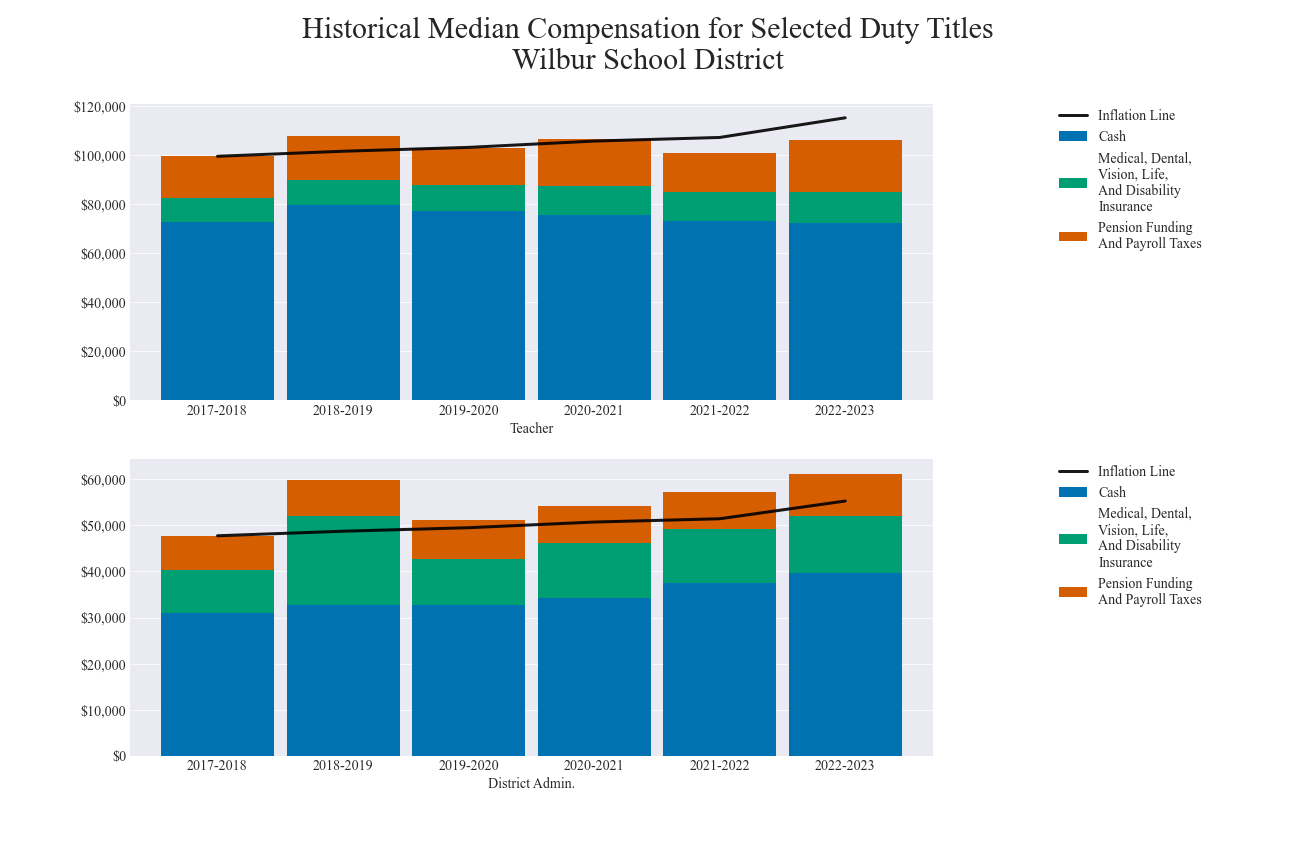 Historical Median Compensation for Selected Duty Titles
Wilbur School District
$120,000
$100,000
$80,000
$60,000
$40,000
$20,000
$0
2017-2018
2018-2019
2019-2020
2020-2021
2021-2022
2022-2023
Teacher
Inflation Line
Cash
Medical, Dental,
Vision, Life,
And Disability
Insurance
Pension Funding
And Payroll Taxes
$60,000
$50,000
$40,000
$30,000
$20,000
$10,000
$0
2017-2018
2018-2019
2019-2020
2020-2021
2021-2022
2022-2023
District Admin.
Inflation Line
Cash
Medical, Dental,
Vision, Life,
And Disability
Insurance
Pension Funding
And Payroll Taxes